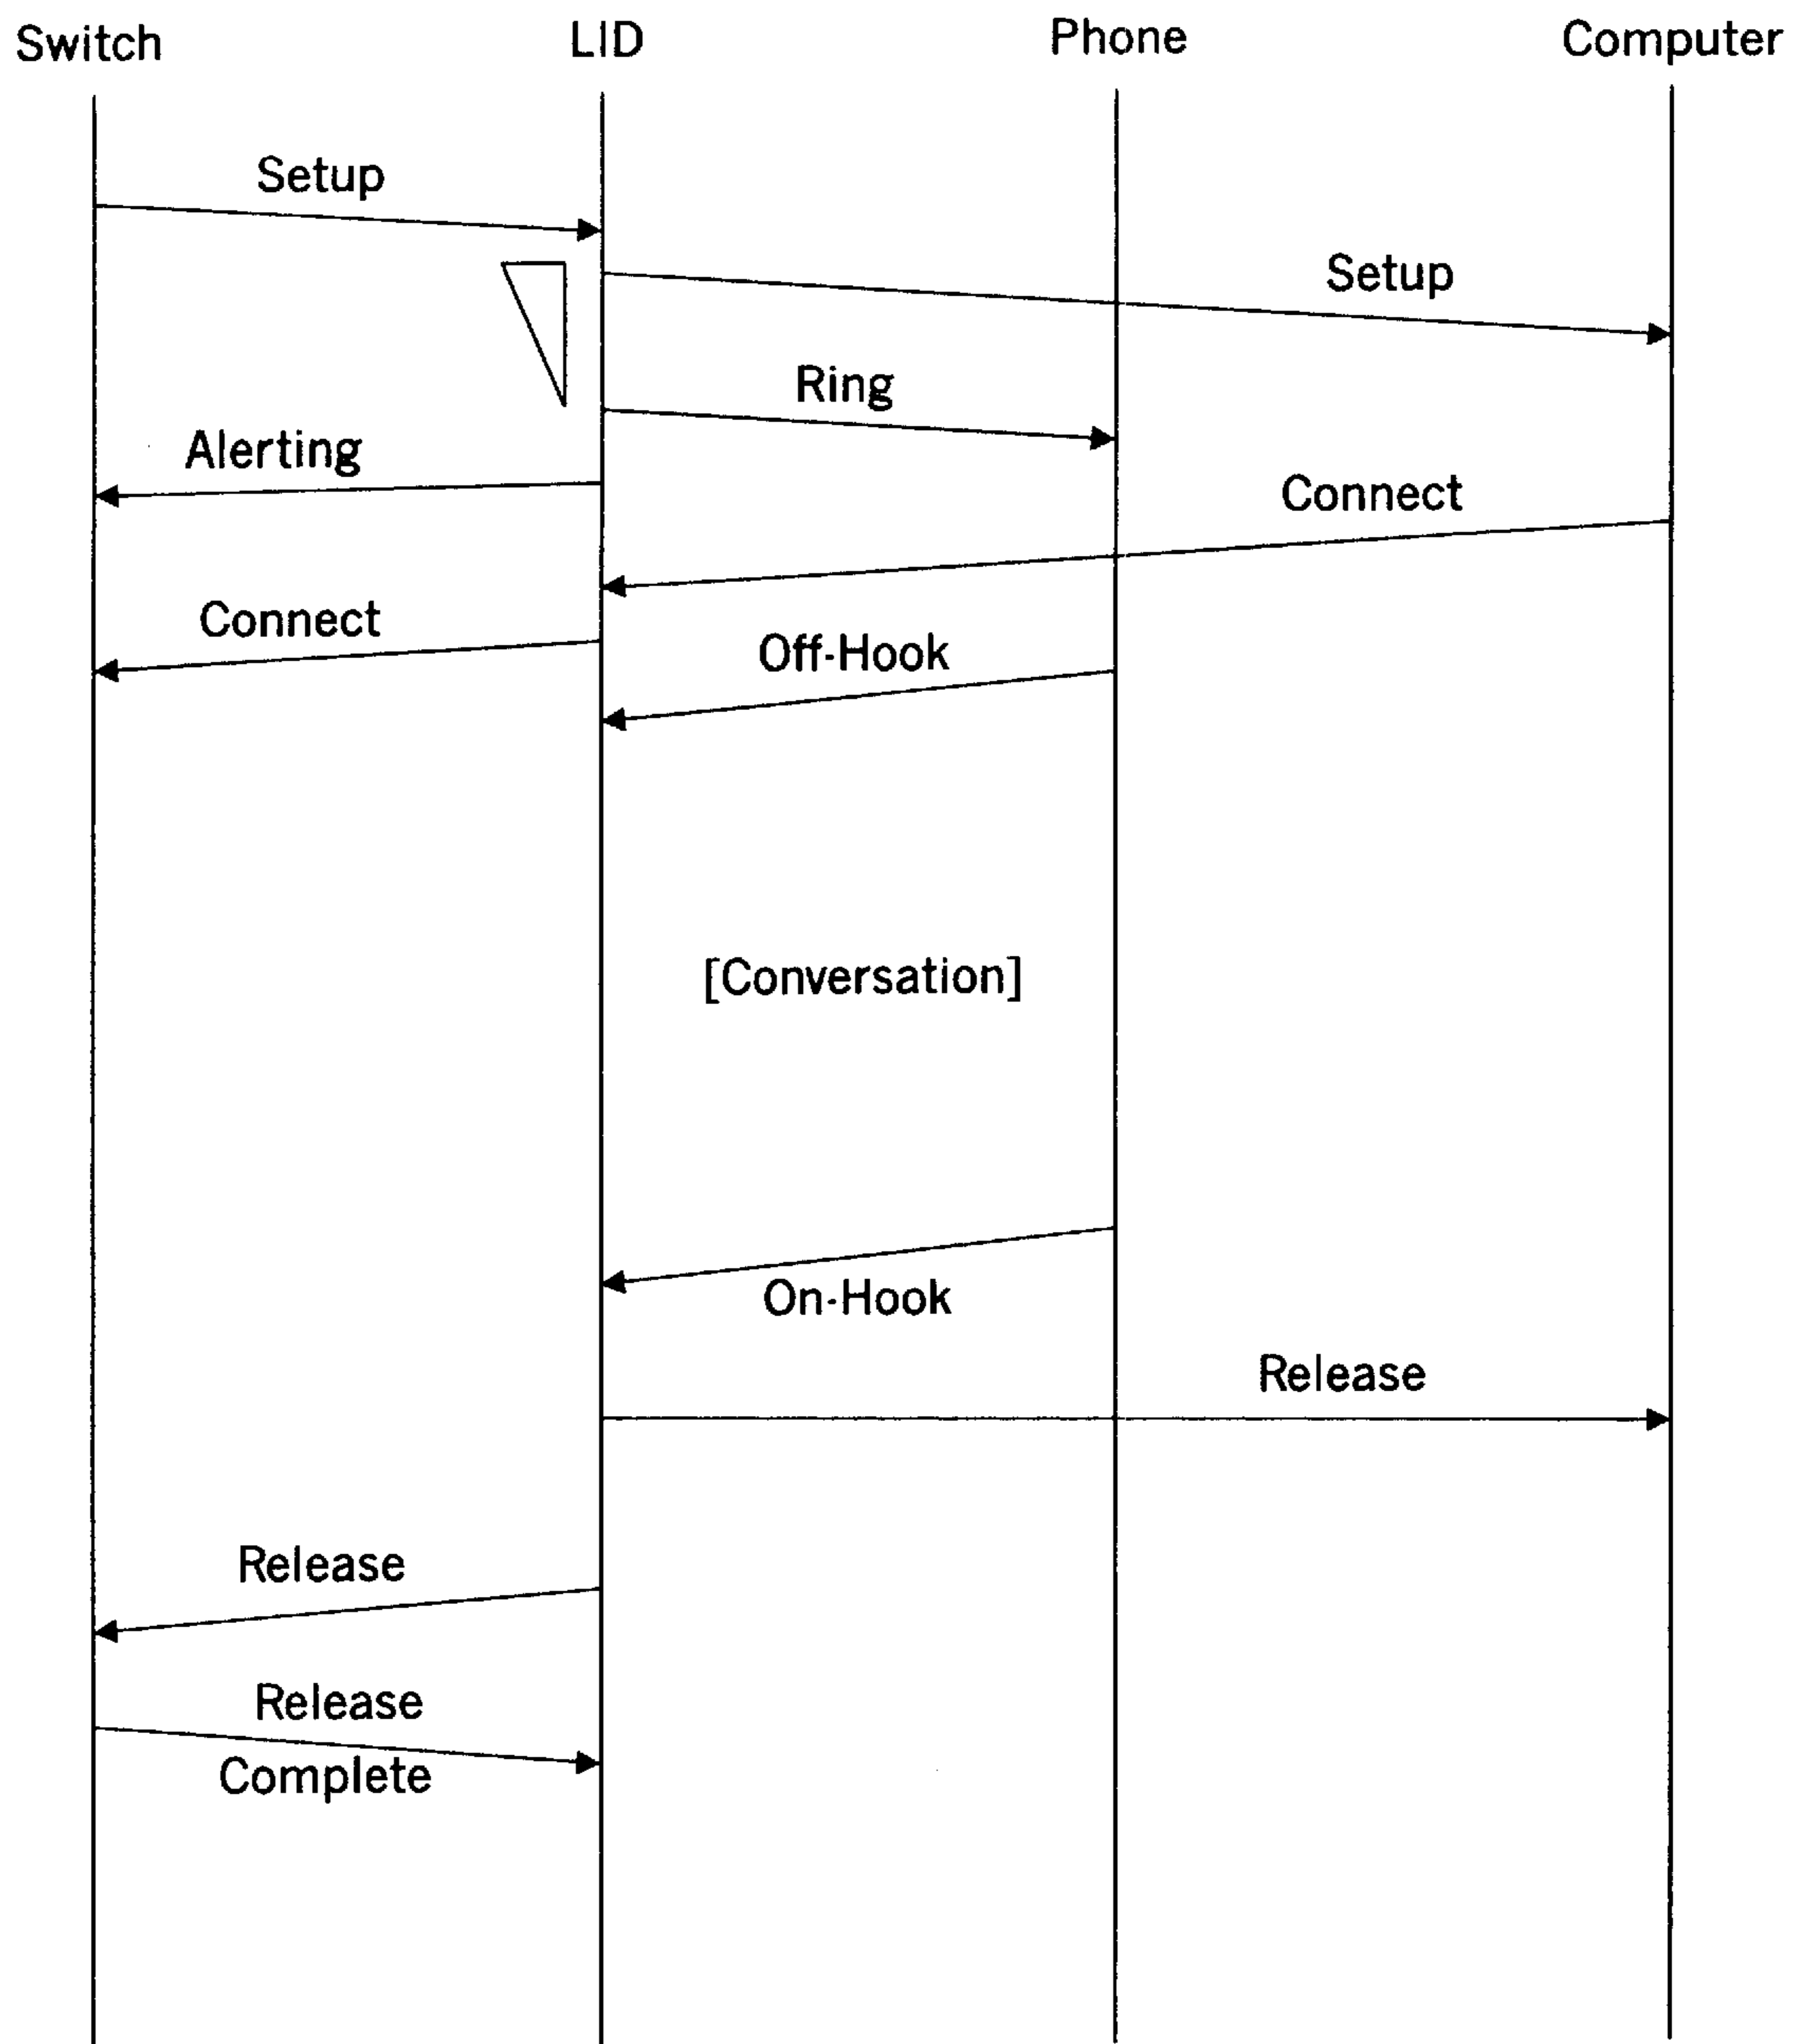 Switch LID Phone Computer
Setup
Setup
Ring
Alerting
Connect
Connect
Off-Hook
[Conversation]
On-Hook
Release
Release
Release
Complete